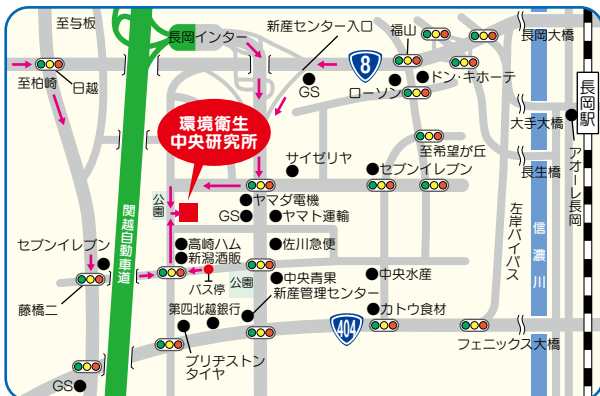 至与板
長岡インター
新産センター入口
福山
長岡大橋
至柏崎
日越
GS
8
ローソン
ドン・キホーテ
長岡駅
環境衛生
中央研究所
大手大橋
至希望が丘
サイゼリヤ
セブンイレブン
長生橋
アオーレ長岡
公園
ヤマダ電機
GS
ヤマト運輸
関越自動車道
左岸バイパス
信濃川
セブンイレブン
高崎ハム
新潟酒販
佐川急便
バス停
公園
中央青果
新産管理センター
中央水産
藤橋二
第四北越銀行
カトウ食材
404
ブリヂストン
タイヤ
フェニックス大橋
GS